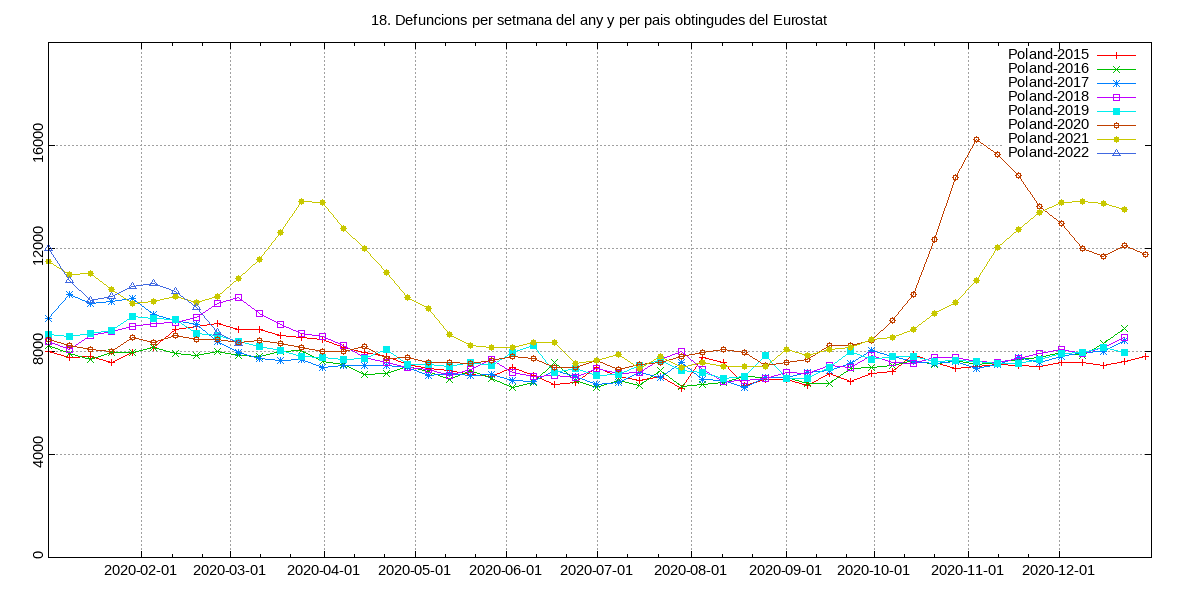 18. Defuncions per setmana del any y per pais obtingudes del Eurostat
Poland-2015
Poland-2016
Poland-2017
Poland-2018
Poland-2019
Poland-2020
Poland-2021
Poland-2022
16000
12000
8000
4000
0
2020-02-01 2020-03-01 2020-04-01 2020-05-01 2020-06-01 2020-07-01 2020-08-01 2020-09-01 2020-10-01 2020-11-01 2020-12-01